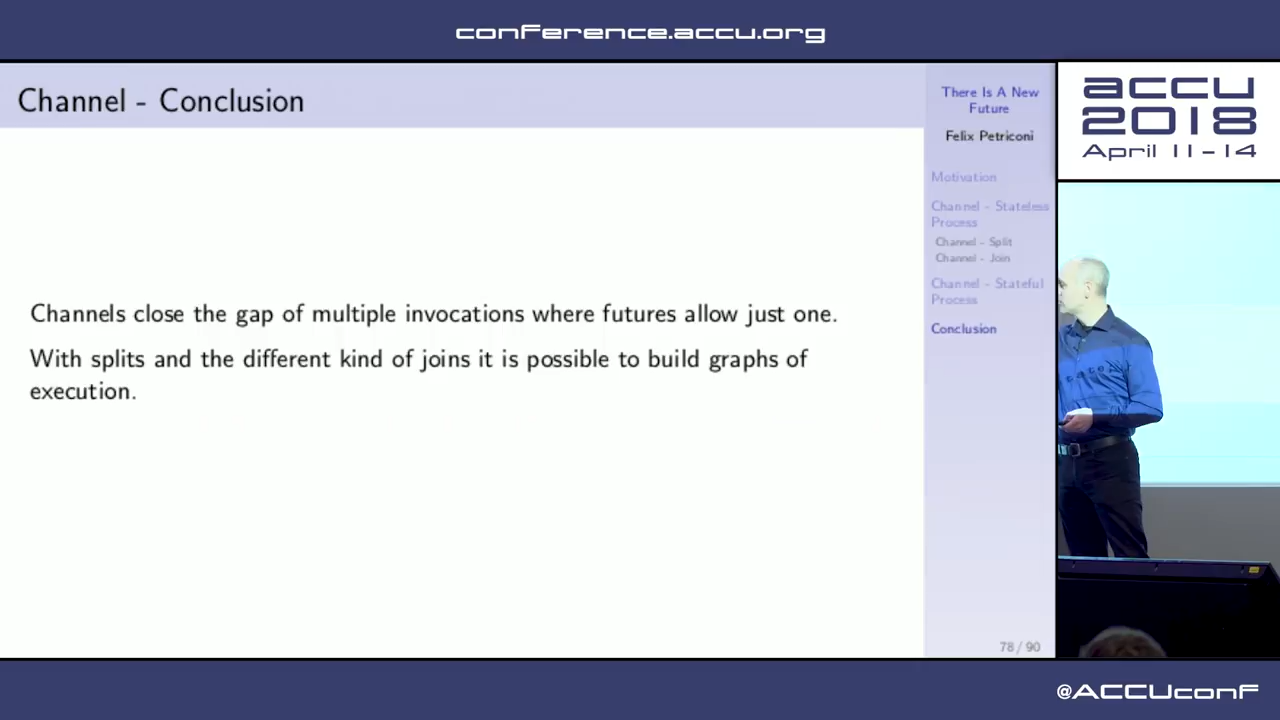 conference.accu.org
Channel - Conclusion
Channels close the gap of multiple invocations where futures allow just one.
With splits and the different kind of joins it is possible to build graphs of
execution.
There Is A New
Future
Felix Petriconi
Motivation
Channel - Stateless
Process
Channel - Split
Channel - Join
Channel - Stateful
Process
Conclusion
78 / 90
accu
2018
April 11-14
@ACCUconf